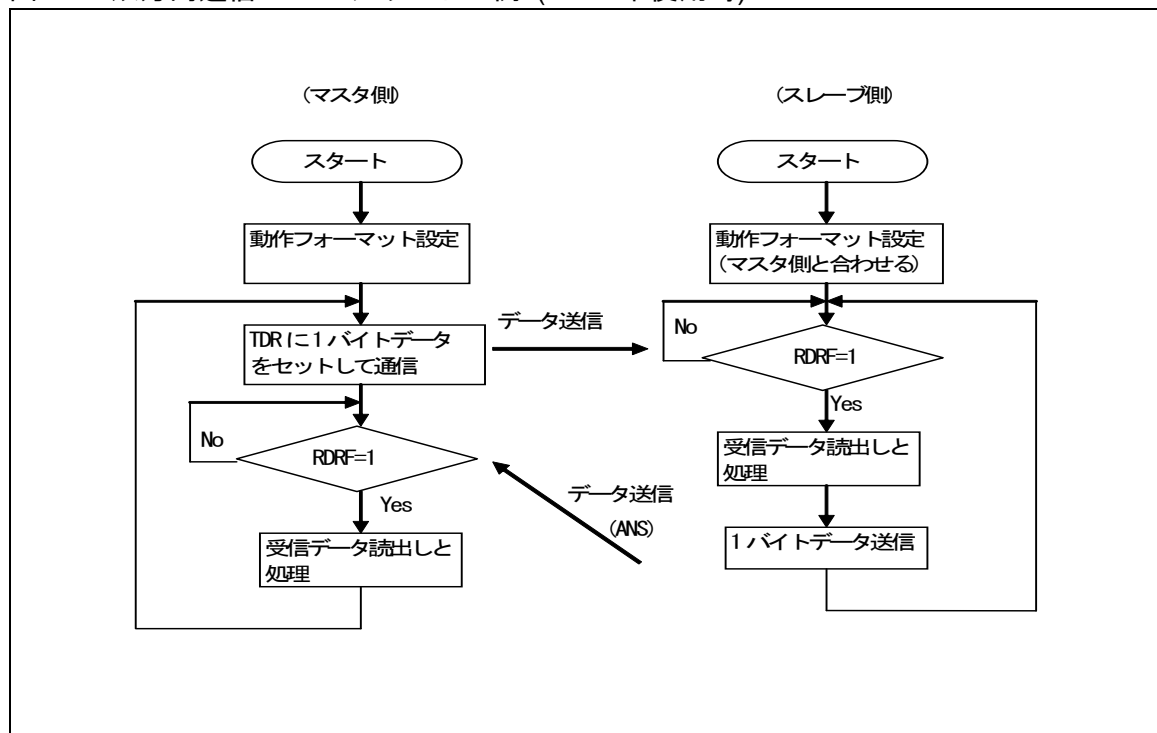 (マスタ側)
スタート
動作フォーマット設定
TDRに1バイトデータ
をセットして通信
No
RDRF=1
Yes
受信データ読出しと
処理
データ送信
データ送信
(ANS)
(スレーブ側)
スタート
動作フォーマット設定
(マスタ側と合わせる)
No
RDRF=1
Yes
受信データ読出しと
処理
1バイトデータ送信